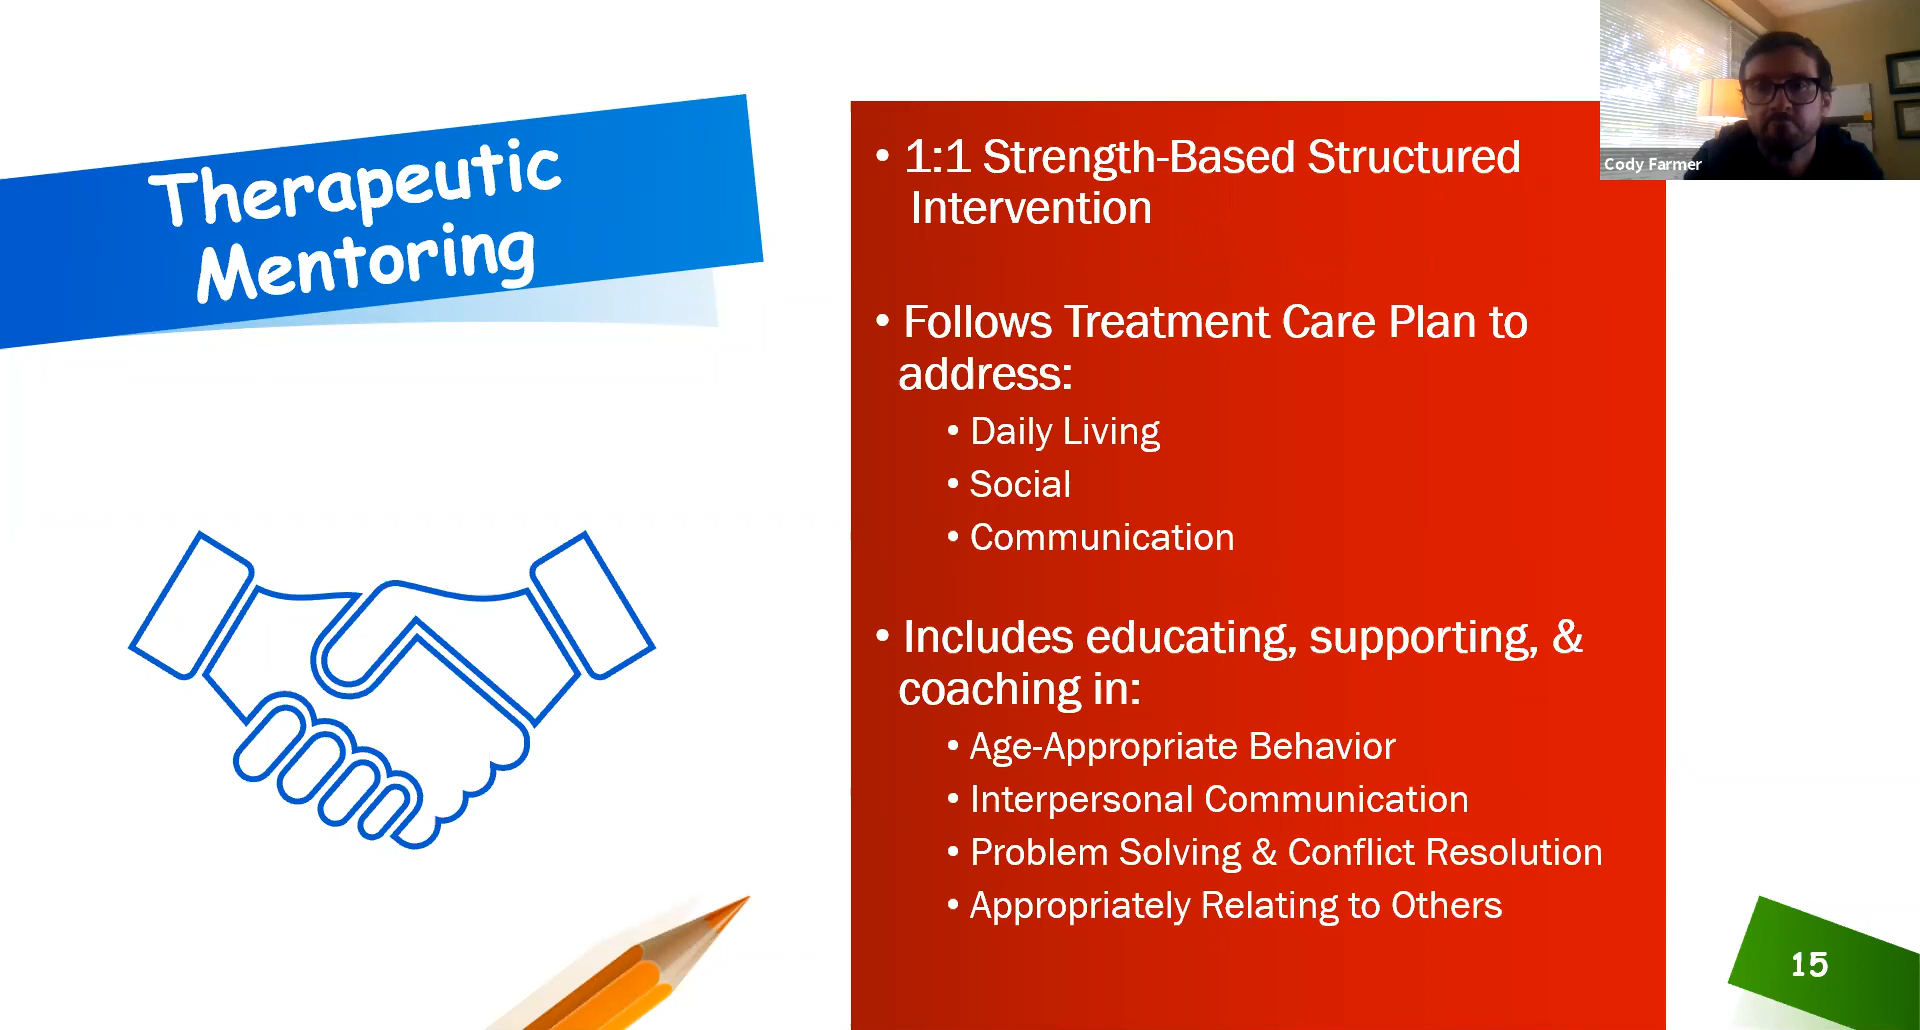 Therapeutic
Mentoring
• 1:1 Strength-Based Structured
Intervention
• Follows Treatment Care Plan to
address:
• Daily Living
• Social
• Communication
• Includes educating, supporting, &
coaching in:
• Age-Appropriate Behavior
• Interpersonal Communication
• Problem Solving & Conflict Resolution
• Appropriately Relating to Others
Cody Farmer
15